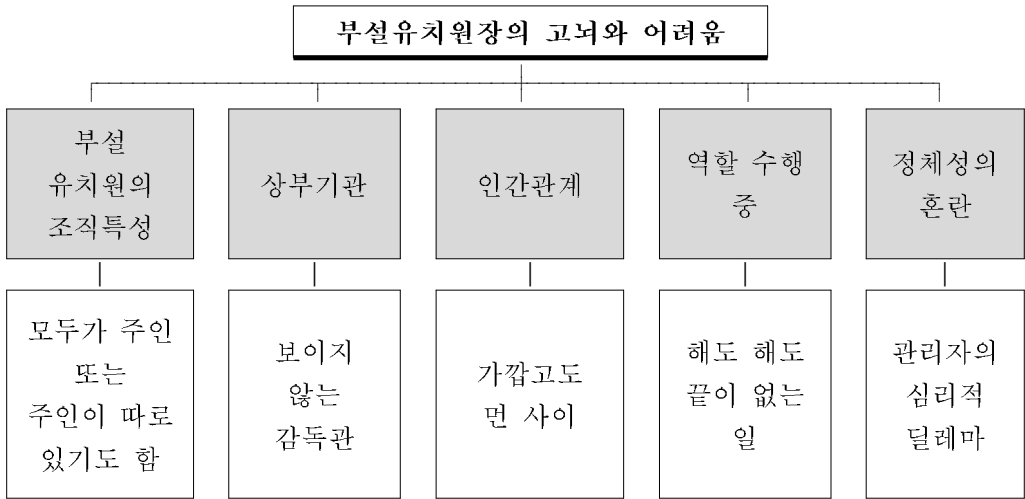 부설유치원장의 고뇌와 어려움
부설
유치원의
조직특성
상부기관
인간관계
역할 수행
중
정체성의
혼란
모두가 주인
또는
주인이 따로
있기도 함
보이지
않는
감독관
가깝고도
먼 사이
해도 해도
끝이 없는
일
관리자의
심리적
딜레마